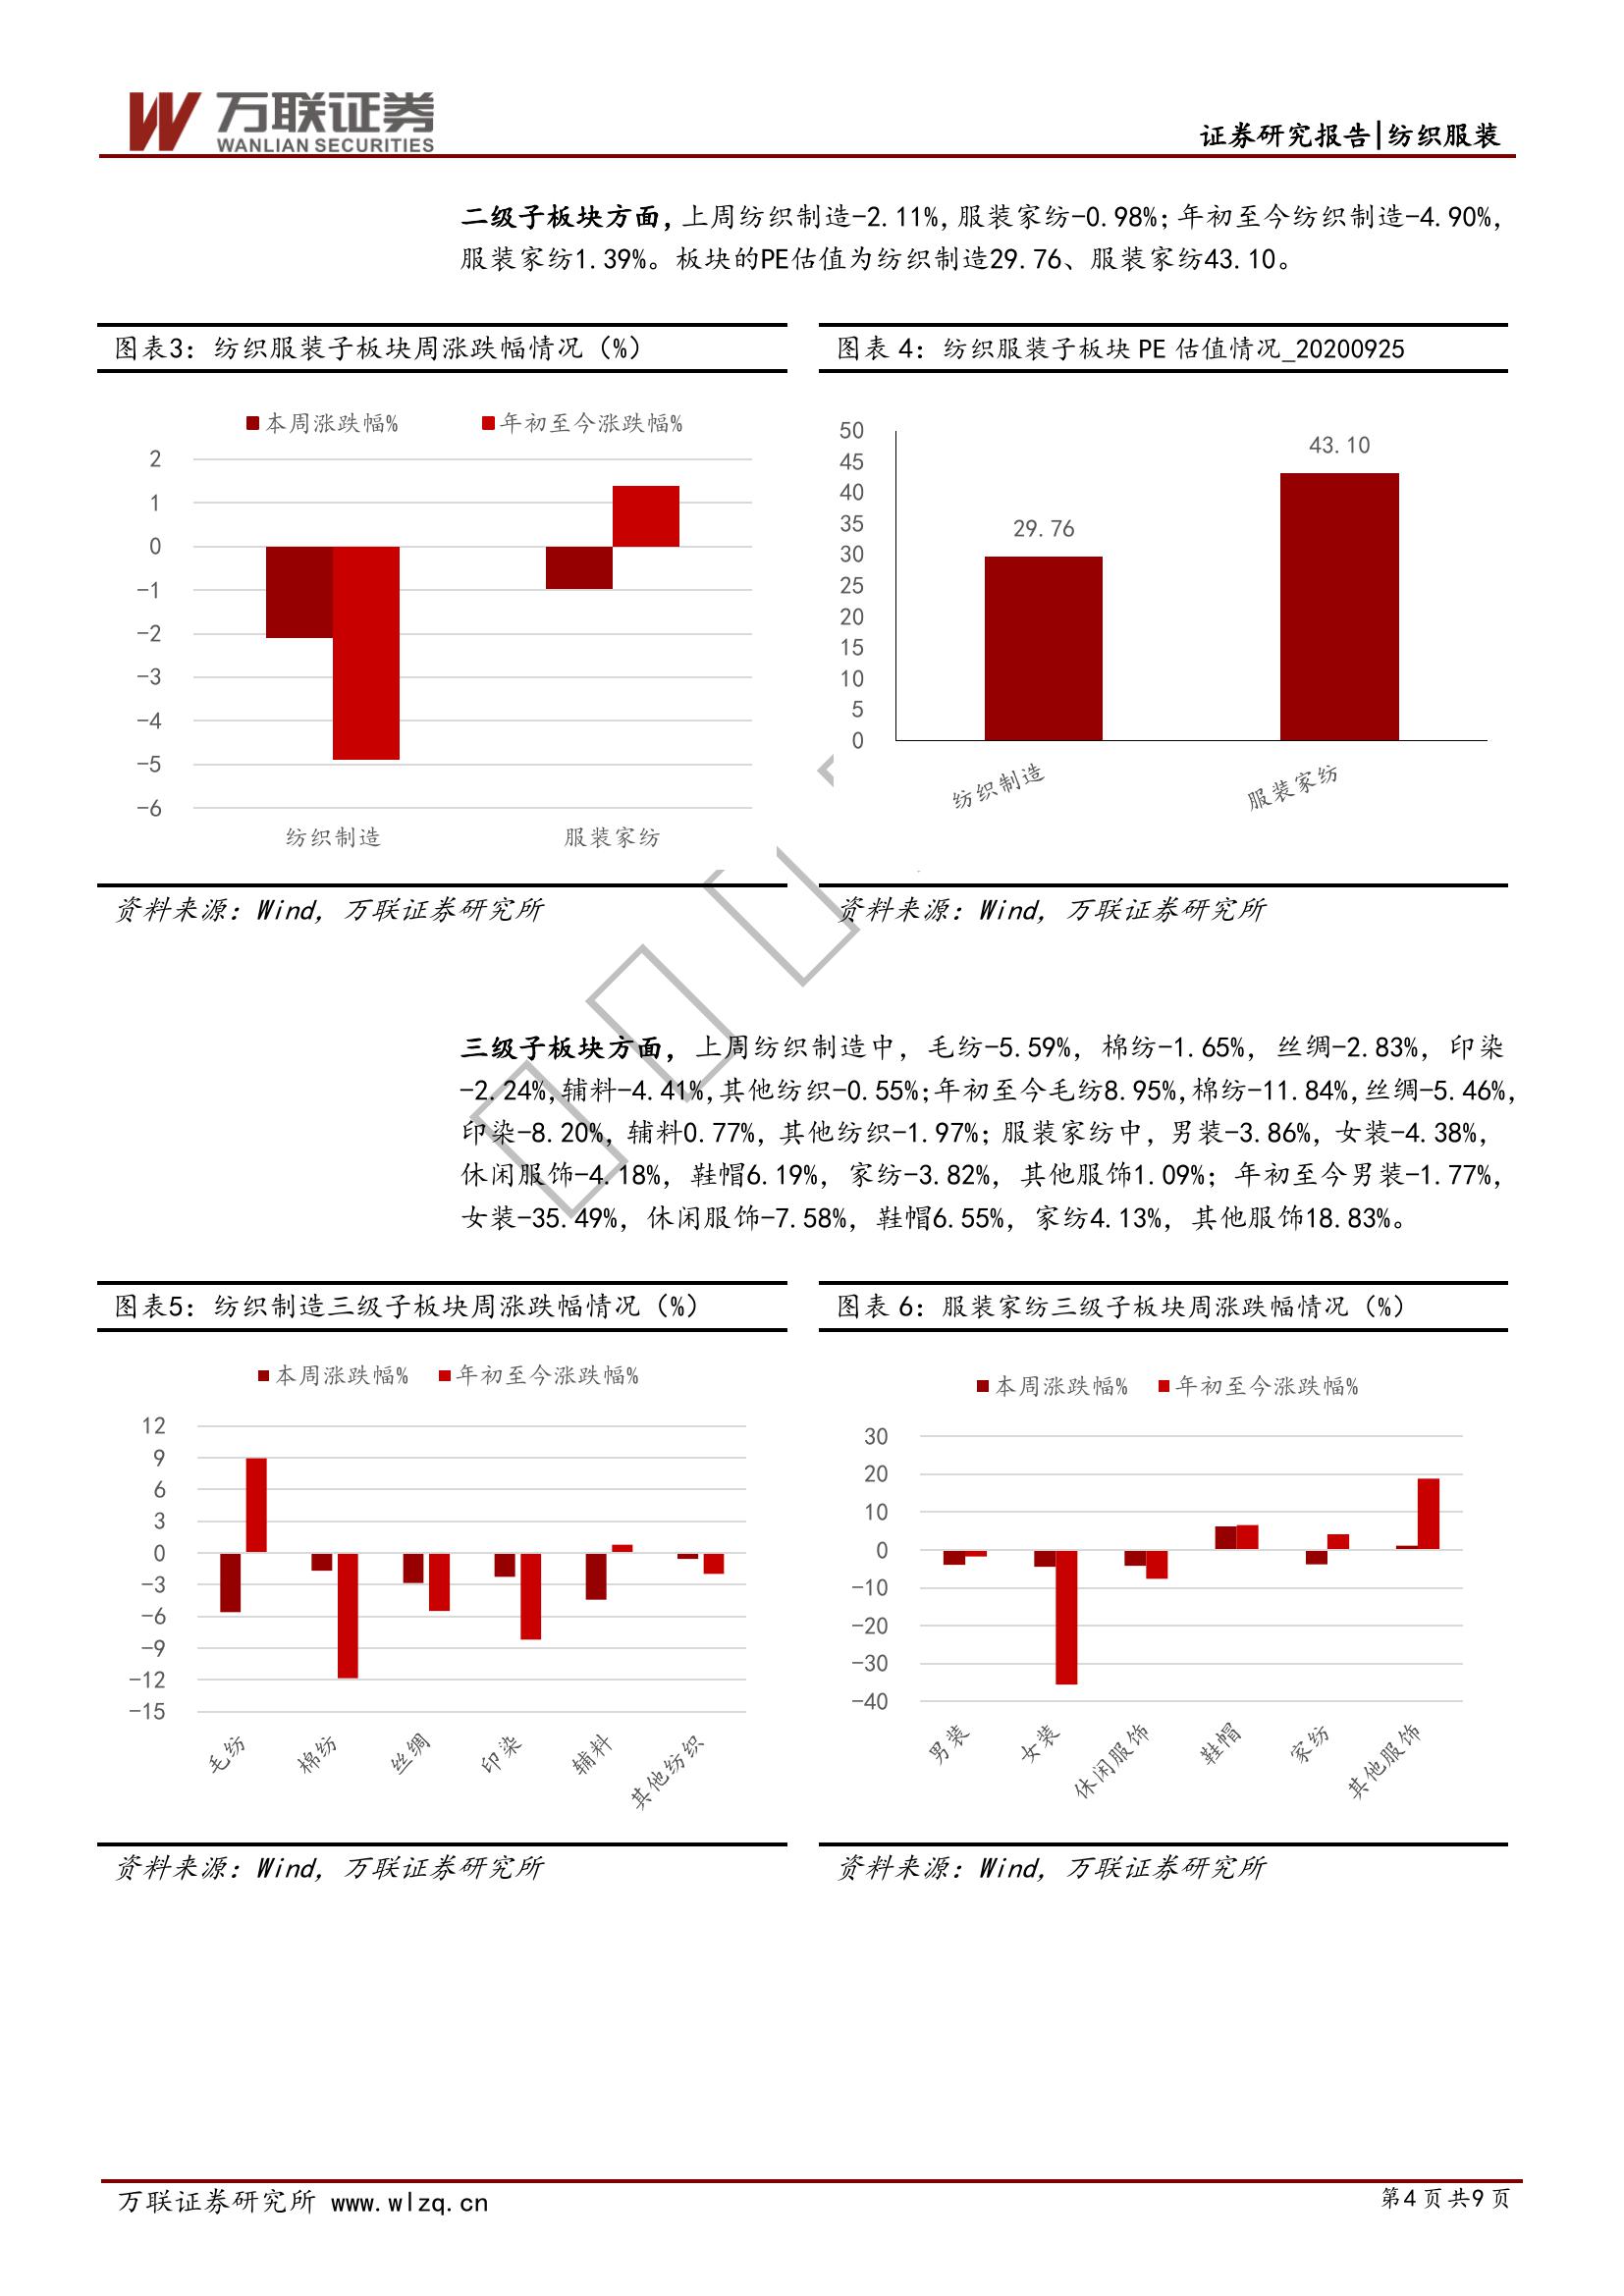 万联证券
WANLIAN SECURITIES
证券研究报告|纺织服装
二级子板块方面，上周纺织制造-2.11%，服装家纺-0.98%；年初至今纺织制造-4.90%，
服装家纺1.39%。板块的PE估值为纺织制造29.76、服装家纺43.10。
图表3：纺织服装子板块周涨跌幅情况（%）
本周涨跌幅%
年初至今涨跌幅%
2
1
0
-1
-2
-3
-4
-5
-6
纺织制造
服装家纺
资料来源：Wind，万联证券研究所
图表 4：纺织服装子板块 PE 估值情况_20200925
50
45
40
35
30
25
20
15
10
5
0
29.76
43.10
纺织制造
服装家纺
资料来源：Wind，万联证券研究所
三级子板块方面，上周纺织制造中，毛纺-5.59%，棉纺-1.65%，丝绸-2.83%，印染
-2.24%，辅料-4.41%，其他纺织-0.55%；年初至今毛纺8.95%，棉纺-11.84%，丝绸-5.46%，
印染-8.20%，辅料0.77%，其他纺织-1.97%；服装家纺中，男装-3.86%，女装-4.38%，
休闲服饰-4.18%，鞋帽6.19%，家纺-3.82%，其他服饰1.09%；年初至今男装-1.77%，
女装-35.49%，休闲服饰-7.58%，鞋帽6.55%，家纺4.13%，其他服饰18.83%。
图表5：纺织制造三级子板块周涨跌幅情况（%）
本周涨跌幅%
年初至今涨跌幅%
12
9
6
3
0
-3
-6
-9
-12
-15
毛纺
棉纺
丝绸
印染
辅料
其他纺织
资料来源：Wind，万联证券研究所
图表 6：服装家纺三级子板块周涨跌幅情况（%）
本周涨跌幅%
年初至今涨跌幅%
30
20
10
0
-10
-20
-30
-40
男装
女装
休闲服饰
鞋帽
家纺
其他服饰
资料来源：Wind，万联证券研究所
万联证券研究所 www.wlzq.cn
第 4 页 共 9 页